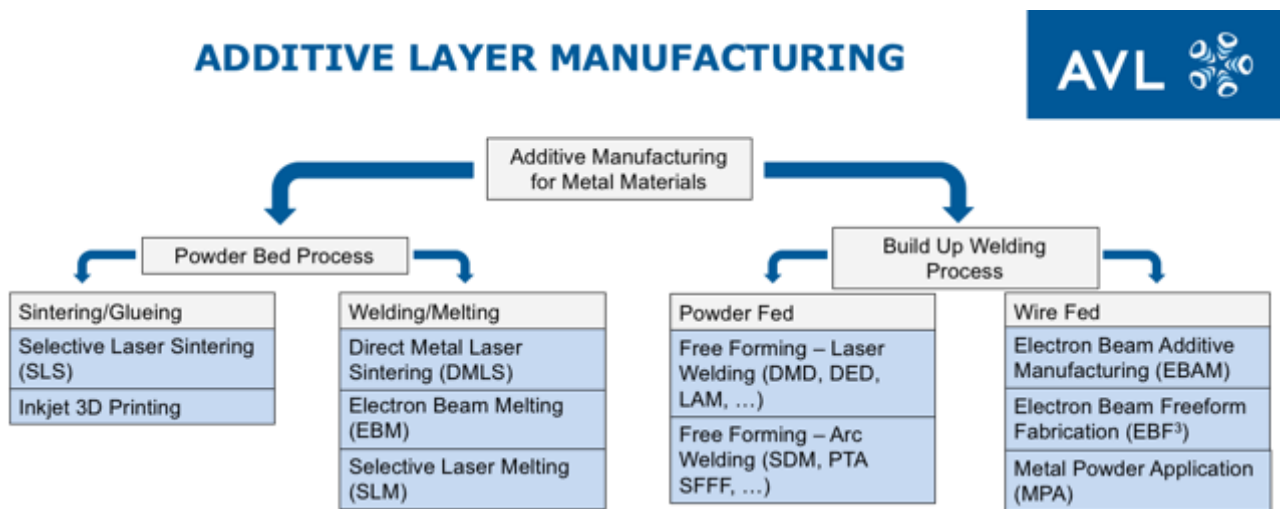 ADDITIVE LAYER MANUFACTURING
AVL
Additive Manufacturing
for Metal Materials
Powder Bed Process
Build Up Welding
Process
Sintering/Glueing
Selective Laser Sintering
(SLS)
Inkjet 3D Printing
Welding/Melting
Direct Metal Laser
Sintering (DMLS)
Electron Beam Melting
(EBM)
Selective Laser Melting
(SLM)
Powder Fed
Free Forming – Laser
Welding (DMD, DED,
LAM, …)
Free Forming – Arc
Welding (SDM, PTA
SFFF, …)
Wire Fed
Electron Beam Additive
Manufacturing (EBAM)
Electron Beam Freeform
Fabrication (EBF³)
Metal Powder Application
(MPA)